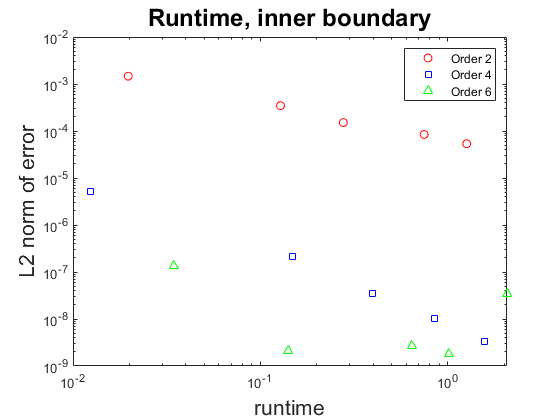 Runtime, inner boundary
Order 2
Order 4
Order 6
L2 norm of error
10^-2
10^-3
10^-4
10^-5
10^-6
10^-7
10^-8
10^-9
10^-2
10^-1
10^0
runtime